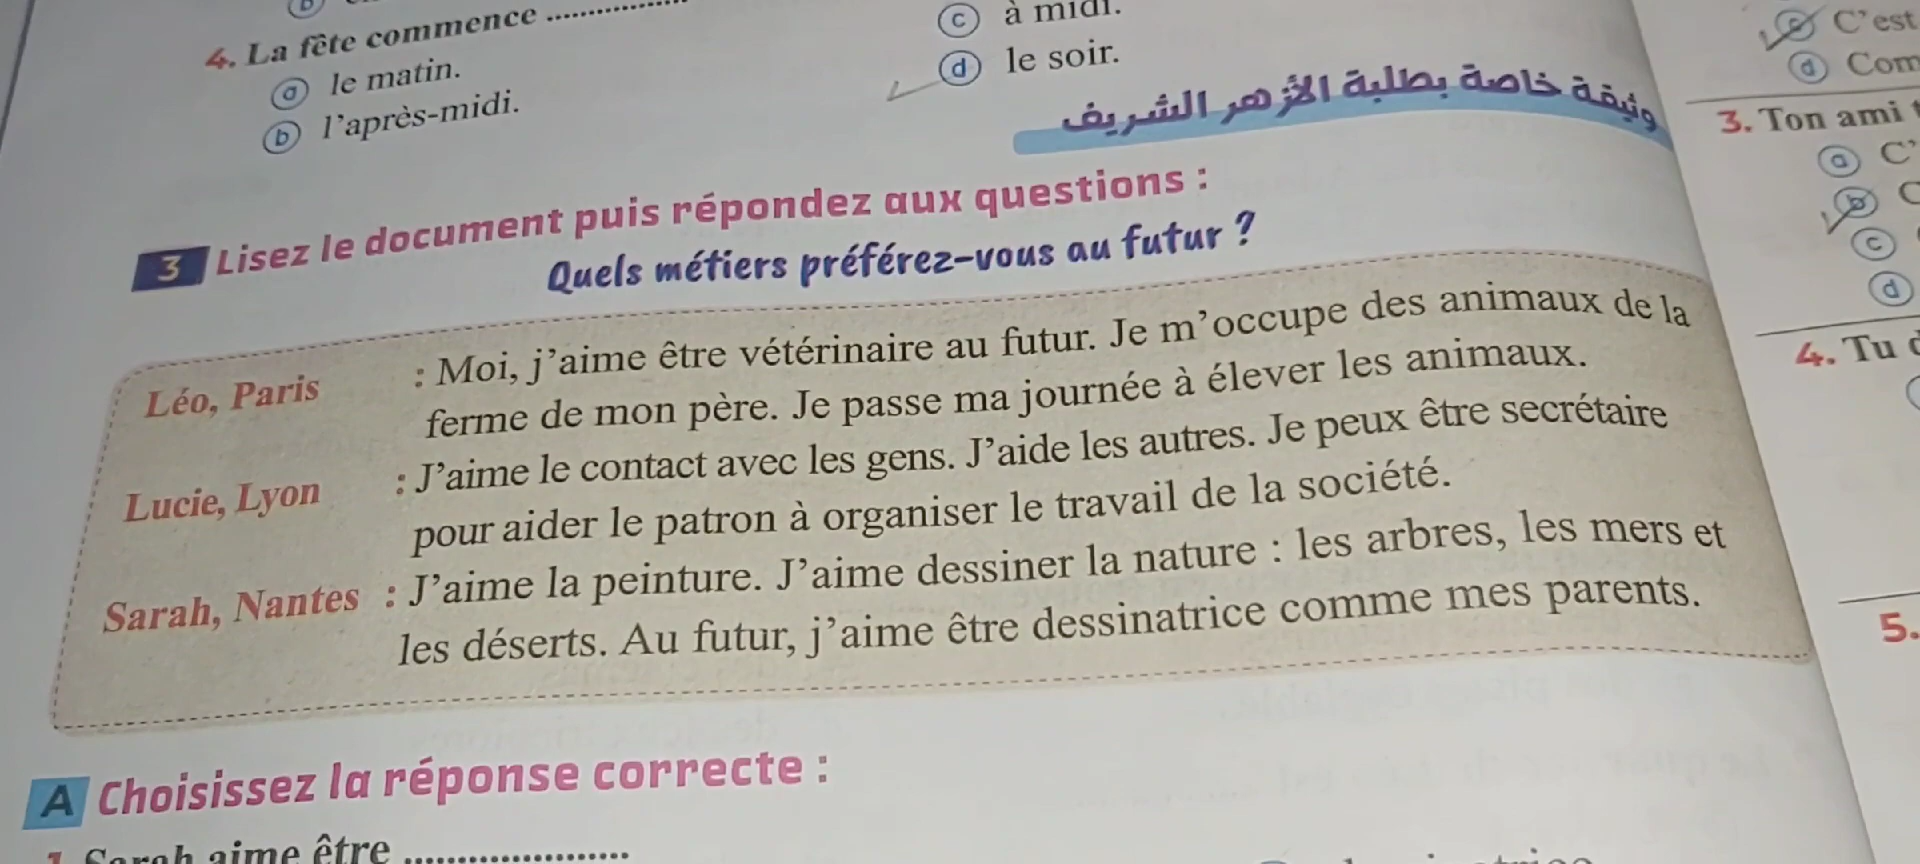 4. La fête commence ....................
a le matin.
b l'après-midi.
c à midi.
d le soir.
وثيقة خاصة بطلبة الأزهر الشريف
3 Lisez le document puis répondez aux questions :
Quels métiers préférez-vous au futur ?
Léo, Paris : Moi, j'aime être vétérinaire au futur. Je m'occupe des animaux de la
ferme de mon père. Je passe ma journée à élever les animaux.
Lucie, Lyon : J'aime le contact avec les gens. J'aide les autres. Je peux être secrétaire
pour aider le patron à organiser le travail de la société.
Sarah, Nantes : J'aime la peinture. J'aime dessiner la nature : les arbres, les mers et
les déserts. Au futur, j'aime être dessinatrice comme mes parents.
A Choisissez la réponse correcte :
1 Sarah aime être ....................
c C'est
d Com
3. Ton ami
a C'
b C
c
d
4. Tu
5.